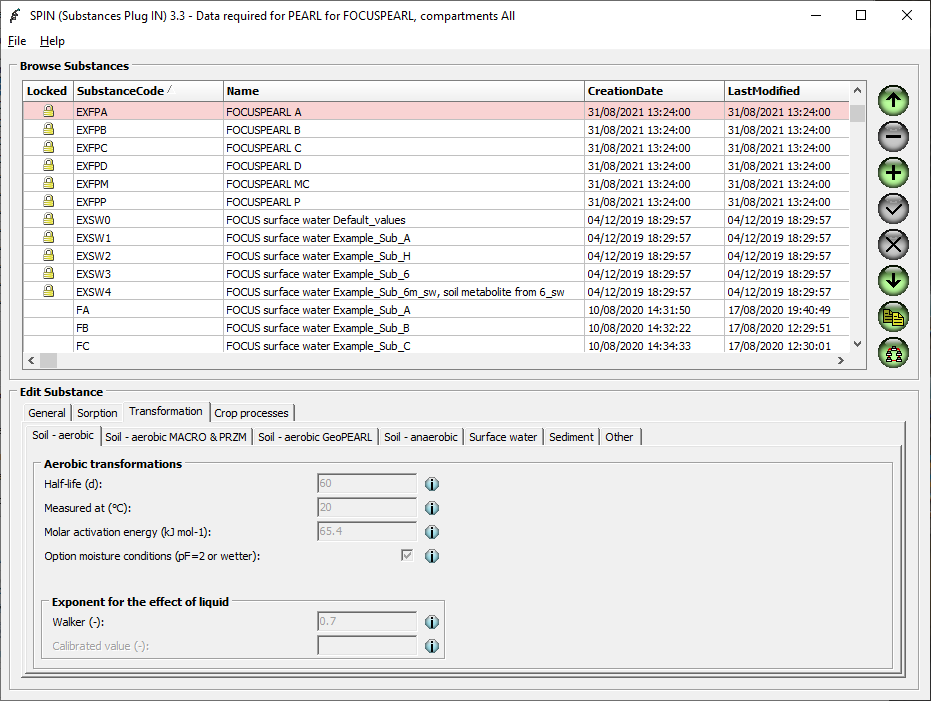 SPIN (Substances Plug IN) 3.3 - Data required for PEARL for FOCUSPEARL, compartments All
File Help
Browse Substances
Locked SubstanceCode Name CreationDate LastModified
EXFPA FOCUSPEARL A 31/08/2021 13:24:00 31/08/2021 13:24:00
EXFPB FOCUSPEARL B 31/08/2021 13:24:00 31/08/2021 13:24:00
EXFPC FOCUSPEARL C 31/08/2021 13:24:00 31/08/2021 13:24:00
EXFPD FOCUSPEARL D 31/08/2021 13:24:00 31/08/2021 13:24:00
EXFPM FOCUSPEARL MC 31/08/2021 13:24:00 31/08/2021 13:24:00
EXFPP FOCUSPEARL P 31/08/2021 13:24:00 31/08/2021 13:24:00
EXSW0 FOCUS surface water Default_values 04/12/2019 18:29:57 04/12/2019 18:29:57
EXSW1 FOCUS surface water Example_Sub_A 04/12/2019 18:29:57 04/12/2019 18:29:57
EXSW2 FOCUS surface water Example_Sub_H 04/12/2019 18:29:57 04/12/2019 18:29:57
EXSW3 FOCUS surface water Example_Sub_6 04/12/2019 18:29:57 04/12/2019 18:29:57
EXSW4 FOCUS surface water Example_Sub_6m_sw, soil metabolite from 6_sw 04/12/2019 18:29:57 04/12/2019 18:29:57
FA FOCUS surface water Example_Sub_A 10/08/2020 14:31:50 17/08/2020 19:40:49
FB FOCUS surface water Example_Sub_B 10/08/2020 14:32:22 17/08/2020 12:29:51
FC FOCUS surface water Example_Sub_C 10/08/2020 14:34:33 17/08/2020 12:30:01
Edit Substance
General Sorption Transformation Crop processes
Soil - aerobic Soil - aerobic MACRO & PRZM Soil - aerobic GeoPEARL Soil - anaerobic Surface water Sediment Other
Aerobic transformations
Half-life (d): 60
Measured at (°C): 20
Molar activation energy (kJ mol-1): 65.4
Option moisture conditions (pF=2 or wetter):
Exponent for the effect of liquid
Walker (-): 0.7
Calibrated value (-):